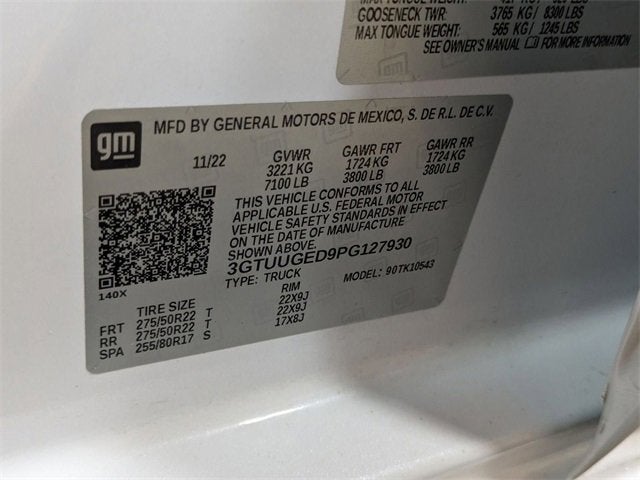 GOOSENECK TWR: 3765 KG / 8300 LBS
MAX TONGUE WEIGHT: 565 KG / 1245 LBS
SEE OWNER'S MANUAL FOR MORE INFORMATION
gm
MFD BY GENERAL MOTORS DE MEXICO, S. DE R.L. DE C.V.
11/22 GVWR GAWR FRT GAWR RR
3221 KG 1724 KG 1724 KG
7100 LB 3800 LB 3800 LB
THIS VEHICLE CONFORMS TO ALL
APPLICABLE U.S. FEDERAL MOTOR
VEHICLE SAFETY STANDARDS IN EFFECT
ON THE DATE OF MANUFACTURE
SHOWN ABOVE.
3GTUUGED9PG127930
TYPE: TRUCK MODEL: 90TK10543
140X
TIRE SIZE RIM
FRT 275/50R22 T 22X9J
RR 275/50R22 T 22X9J
SPA 255/80R17 S 17X8J